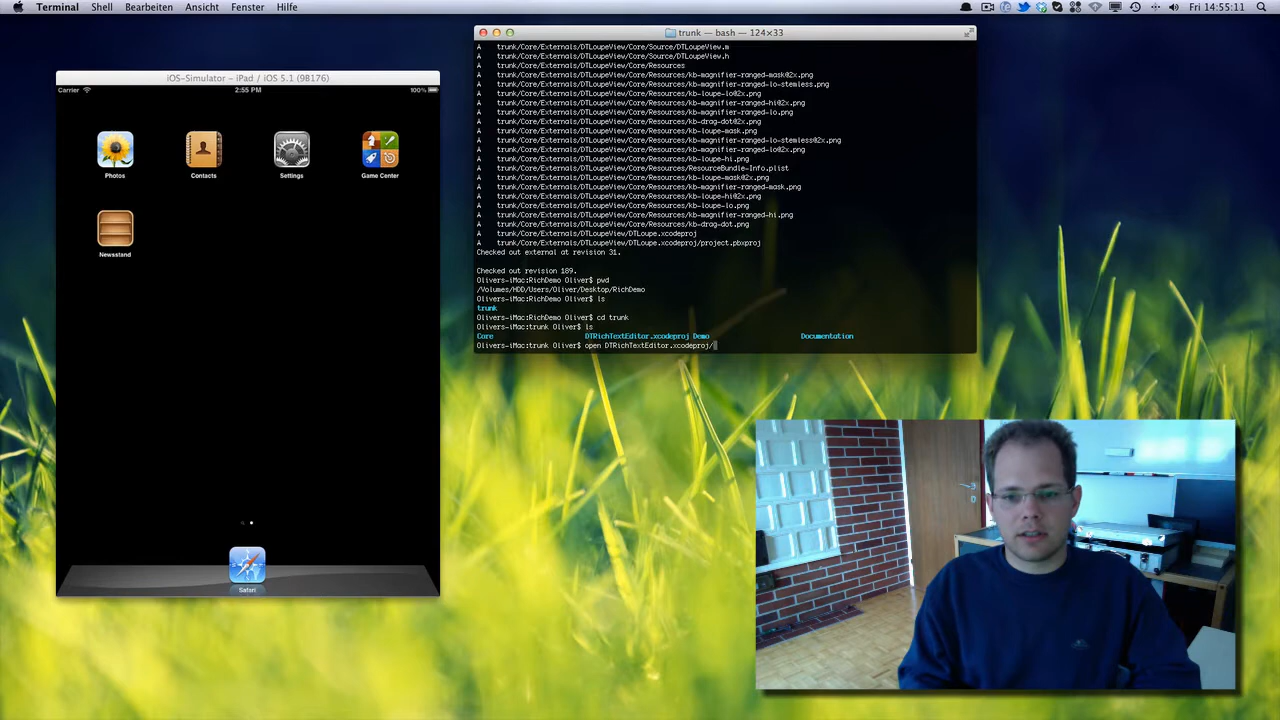 Terminal Shell Bearbeiten Ansicht Fenster Hilfe Fri 14:55:11
trunk — bash — 124×33
A trunk/Core/Externals/DTLoupeView/Core/Source/DTLoupeView.m
A trunk/Core/Externals/DTLoupeView/Core/Source/DTLoupeView.h
A trunk/Core/Externals/DTLoupeView/Core/Resources
A trunk/Core/Externals/DTLoupeView/Core/Resources/kb-magnifier-ranged-mask@2x.png
A trunk/Core/Externals/DTLoupeView/Core/Resources/kb-magnifier-ranged-lo-stemless.png
A trunk/Core/Externals/DTLoupeView/Core/Resources/kb-loupe-lo@2x.png
A trunk/Core/Externals/DTLoupeView/Core/Resources/kb-magnifier-ranged-hi@2x.png
A trunk/Core/Externals/DTLoupeView/Core/Resources/kb-magnifier-ranged-lo.png
A trunk/Core/Externals/DTLoupeView/Core/Resources/kb-drag-dot@2x.png
A trunk/Core/Externals/DTLoupeView/Core/Resources/kb-loupe-mask.png
A trunk/Core/Externals/DTLoupeView/Core/Resources/kb-magnifier-ranged-lo-stemless@2x.png
A trunk/Core/Externals/DTLoupeView/Core/Resources/kb-magnifier-ranged-lo@2x.png
A trunk/Core/Externals/DTLoupeView/Core/Resources/kb-loupe-hi.png
A trunk/Core/Externals/DTLoupeView/Core/Resources/ResourceBundle-Info.plist
A trunk/Core/Externals/DTLoupeView/Core/Resources/kb-loupe-mask@2x.png
A trunk/Core/Externals/DTLoupeView/Core/Resources/kb-magnifier-ranged-mask.png
A trunk/Core/Externals/DTLoupeView/Core/Resources/kb-loupe-hi@2x.png
A trunk/Core/Externals/DTLoupeView/Core/Resources/kb-loupe-lo.png
A trunk/Core/Externals/DTLoupeView/Core/Resources/kb-magnifier-ranged-hi.png
A trunk/Core/Externals/DTLoupeView/Core/Resources/kb-drag-dot.png
A trunk/Core/Externals/DTLoupeView/DTLoupe.xcodeproj
A trunk/Core/Externals/DTLoupeView/DTLoupe.xcodeproj/project.pbxproj
Checked out external at revision 31.
Checked out revision 189.
Olivers-iMac:RichDemo Oliver$ pwd
/Volumes/HDD/Users/Oliver/Desktop/RichDemo
Olivers-iMac:RichDemo Oliver$ ls
trunk
Olivers-iMac:RichDemo Oliver$ cd trunk
Olivers-iMac:trunk Oliver$ ls
Core DTRichTextEditor.xcodeproj Demo Documentation
Olivers-iMac:trunk Oliver$ open DTRichTextEditor.xcodeproj/
iOS-Simulator - iPad / iOS 5.1 (9B176)
Carrier 2:55 PM 100%
Photos Contacts Settings Game Center
Newsstand
Safari